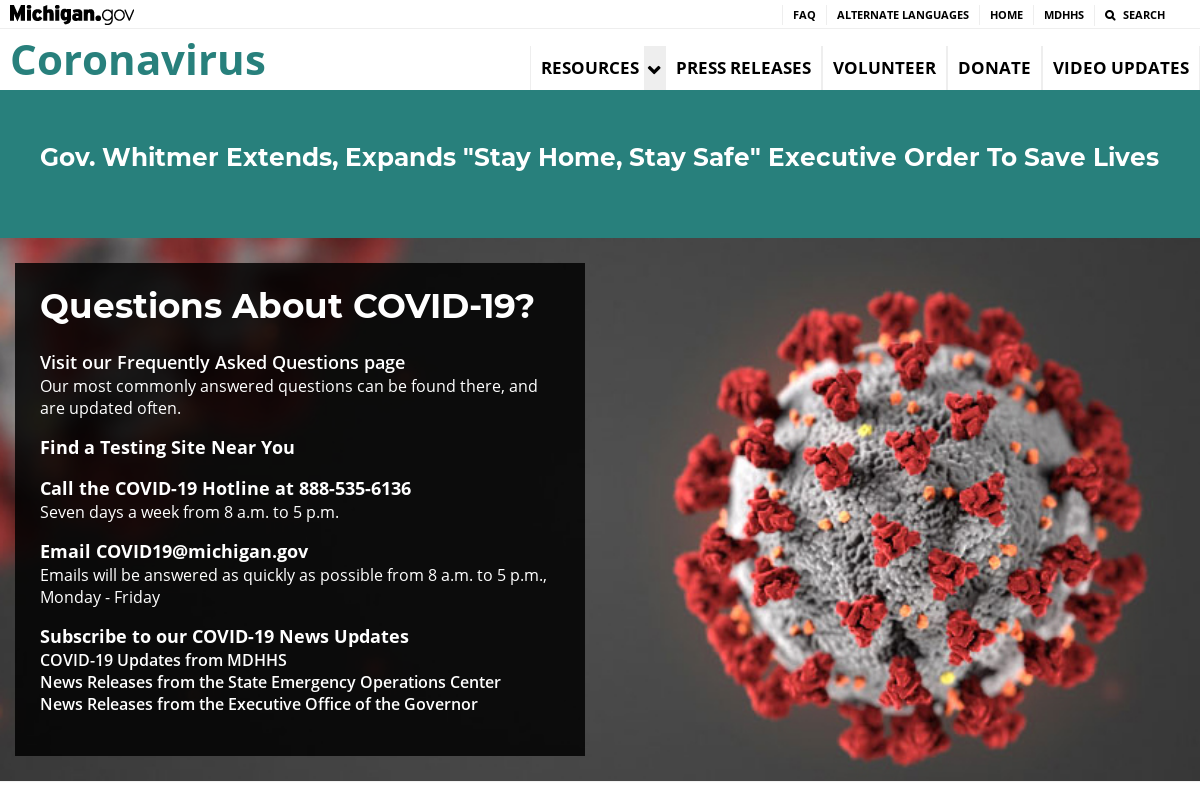 Michigan.gov
FAQ ALTERNATE LANGUAGES HOME MDHHS SEARCH
Coronavirus
RESOURCES PRESS RELEASES VOLUNTEER DONATE VIDEO UPDATES
Gov. Whitmer Extends, Expands "Stay Home, Stay Safe" Executive Order To Save Lives
Questions About COVID-19?
Visit our Frequently Asked Questions page
Our most commonly answered questions can be found there, and
are updated often.
Find a Testing Site Near You
Call the COVID-19 Hotline at 888-535-6136
Seven days a week from 8 a.m. to 5 p.m.
Email COVID19@michigan.gov
Emails will be answered as quickly as possible from 8 a.m. to 5 p.m.,
Monday - Friday
Subscribe to our COVID-19 News Updates
COVID-19 Updates from MDHHS
News Releases from the State Emergency Operations Center
News Releases from the Executive Office of the Governor